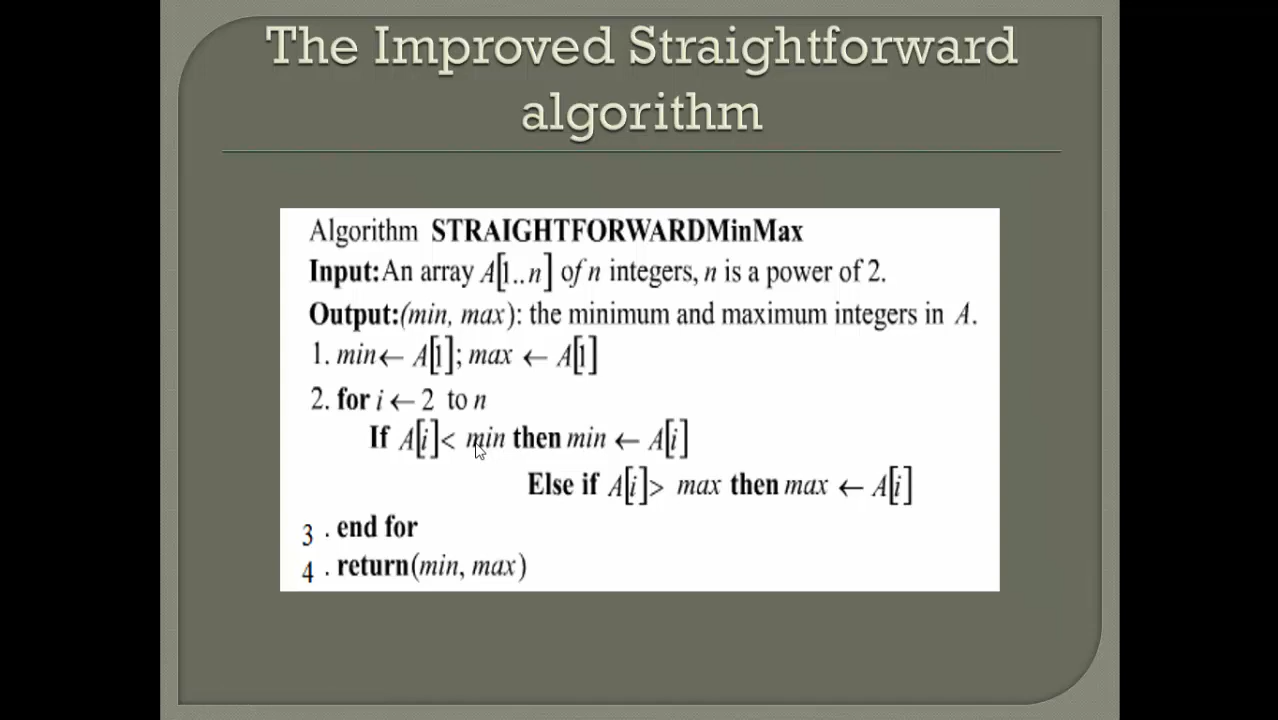 The Improved Straightforward
algorithm
Algorithm STRAIGHTFORWARDMinMax
Input:An array A[1..n] of n integers, n is a power of 2.
Output:(min, max): the minimum and maximum integers in A.
1. min← A[1]; max ← A[1]
2. for i ← 2 to n
If A[i]< min then min ← A[i]
Else if A[i]> max then max ← A[i]
3 . end for
4 . return(min, max)